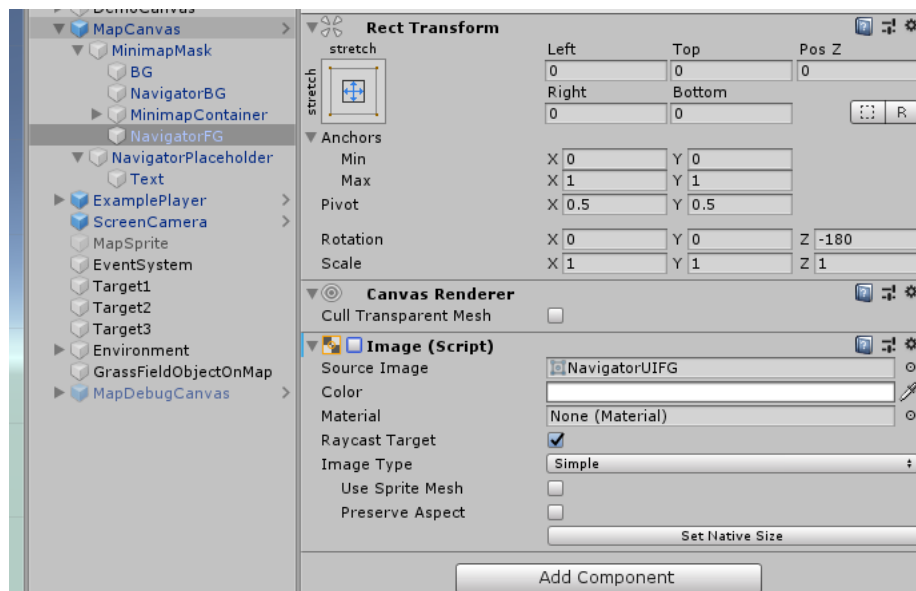 DemoCanvas
MapCanvas
MinimapMask
BG
NavigatorBG
MinimapContainer
NavigatorFG
NavigatorPlaceholder
Text
ExamplePlayer
ScreenCamera
MapSprite
EventSystem
Target1
Target2
Target3
Environment
GrassFieldObjectOnMap
MapDebugCanvas
Rect Transform
stretch
stretch
Left Top Pos Z
0 0 0
Right Bottom
0 0 R
Anchors
Min X 0 Y 0
Max X 1 Y 1
Pivot X 0.5 Y 0.5
Rotation X 0 Y 0 Z -180
Scale X 1 Y 1 Z 1
Canvas Renderer
Cull Transparent Mesh
Image (Script)
Source Image NavigatorUIFG
Color
Material None (Material)
Raycast Target
Image Type Simple
Use Sprite Mesh
Preserve Aspect
Set Native Size
Add Component